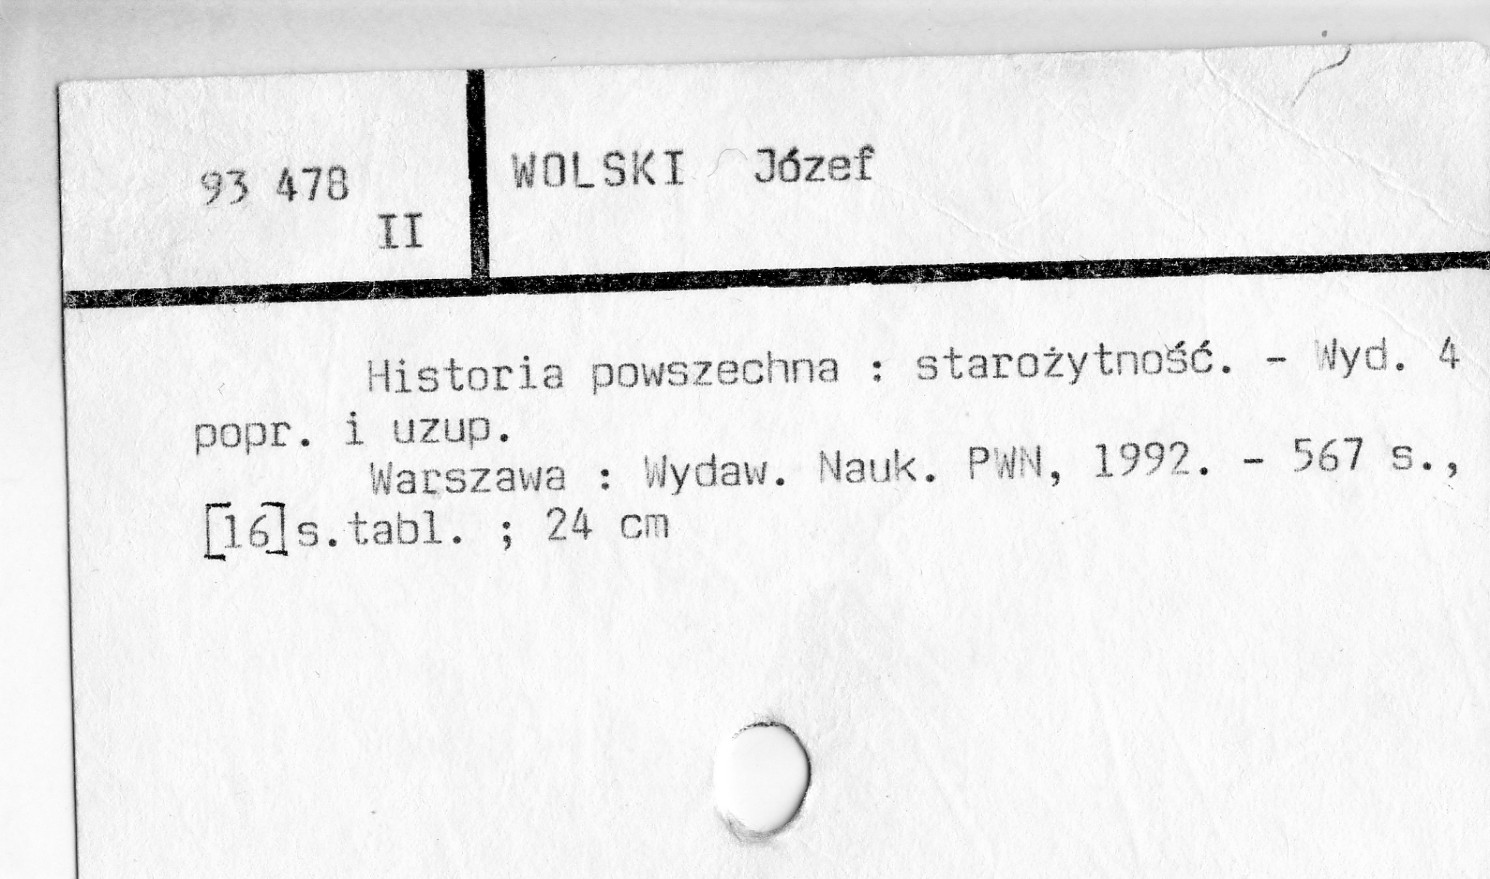 93 478
II
WOLSKI Józef
Historia powszechna : starożytność. - Wyd. 4
popr. i uzup.
Warszawa : Wydaw. Nauk. PWN, 1992. - 567 s.,
[16]s.tabl. ; 24 cm